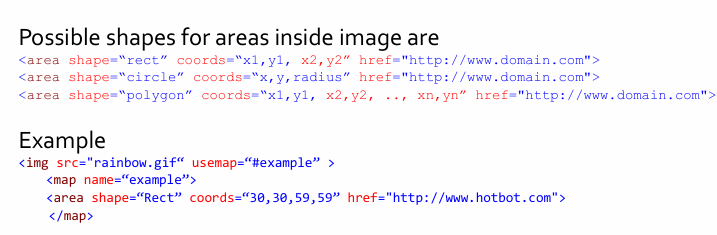 Possible shapes for areas inside image are
<area shape=“rect” coords=“x1,y1, x2,y2” href="http://www.domain.com">
<area shape=“circle” coords=“x,y,radius” href="http://www.domain.com">
<area shape=“polygon” coords=“x1,y1, x2,y2, .., xn,yn” href="http://www.domain.com">
Example
<img src="rainbow.gif“ usemap=“#example” >
<map name=“example”>
<area shape=“Rect” coords=“30,30,59,59” href="http://www.hotbot.com">
</map>